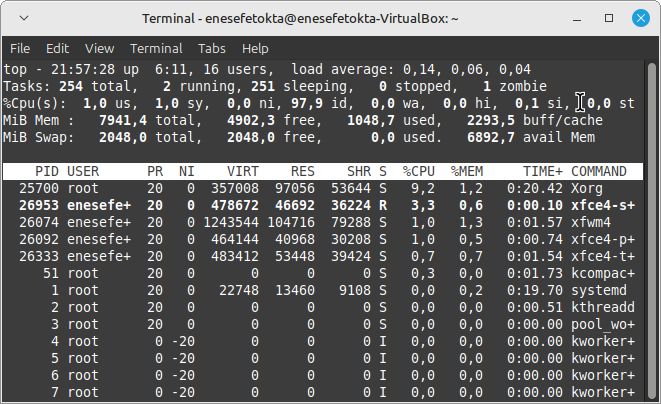 Terminal - enesefetokta@enesefetokta-VirtualBox: ~
File Edit View Terminal Tabs Help
top - 21:57:28 up  6:11, 16 users,  load average: 0,14, 0,06, 0,04
Tasks: 254 total,   2 running, 251 sleeping,   0 stopped,   1 zombie
%Cpu(s):  1,0 us,  1,0 sy,  0,0 ni, 97,9 id,  0,0 wa,  0,0 hi,  0,1 si,  0,0 st
MiB Mem :   7941,4 total,   4902,3 free,   1048,7 used,   2293,5 buff/cache
MiB Swap:   2048,0 total,   2048,0 free,      0,0 used.   6892,7 avail Mem
PID USER      PR  NI    VIRT    RES    SHR S  %CPU  %MEM     TIME+ COMMAND
25700 root      20   0  357008  97056  53644 S   9,2   1,2   0:20.42 Xorg
26953 enesefe+  20   0  478672  46692  36224 R   3,3   0,6   0:00.10 xfce4-s+
26074 enesefe+  20   0 1243544 104716  79288 S   1,0   1,3   0:01.57 xfwm4
26092 enesefe+  20   0  464144  40968  30208 S   1,0   0,5   0:00.74 xfce4-p+
26333 enesefe+  20   0  483412  53448  39424 S   0,7   0,7   0:01.54 xfce4-t+
51 root      20   0       0      0      0 S   0,3   0,0   0:01.73 kcompac+
1 root      20   0   22748  13460   9108 S   0,0   0,2   0:19.70 systemd
2 root      20   0       0      0      0 S   0,0   0,0   0:00.51 kthreadd
3 root      20   0       0      0      0 S   0,0   0,0   0:00.00 pool_wo+
4 root       0 -20       0      0      0 I   0,0   0,0   0:00.00 kworker+
5 root       0 -20       0      0      0 I   0,0   0,0   0:00.00 kworker+
6 root       0 -20       0      0      0 I   0,0   0,0   0:00.00 kworker+
7 root       0 -20       0      0      0 I   0,0   0,0   0:00.00 kworker+